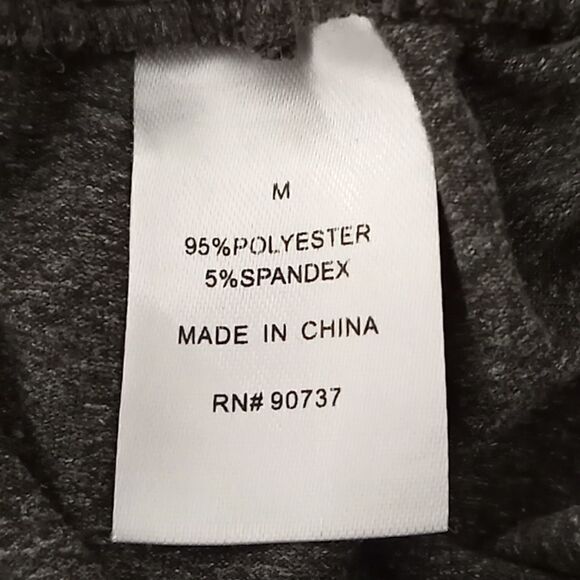 M
95%POLYESTER
5%SPANDEX
MADE IN CHINA
RN# 90737